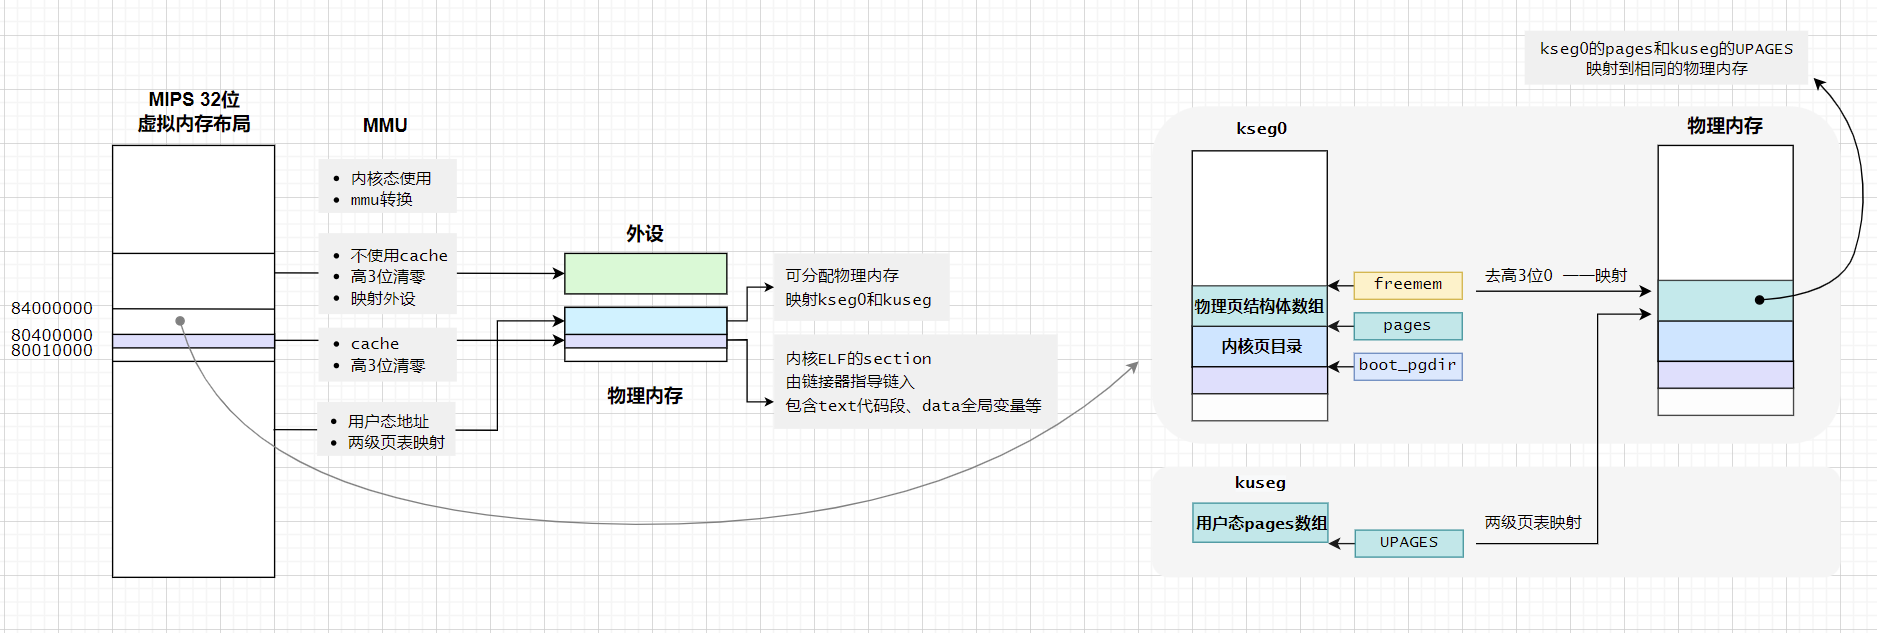 MIPS 32位
虚拟内存布局
MMU
内核态使用
mmu转换
不使用cache
高3位清零
映射外设
cache
高3位清零
用户态地址
两级页表映射
84000000
80400000
80010000
外设
物理内存
可分配物理内存
映射kseg0和kuseg
内核ELF的section
由链接器指导链入
包含text代码段、data全局变量等
kseg0的pages和kuseg的UPAGES
映射到相同的物理内存
kseg0
物理内存
物理页结构体数组
内核页目录
freemem
pages
boot_pgdir
去高3位0 一一映射
kuseg
用户态pages数组
UPAGES
两级页表映射